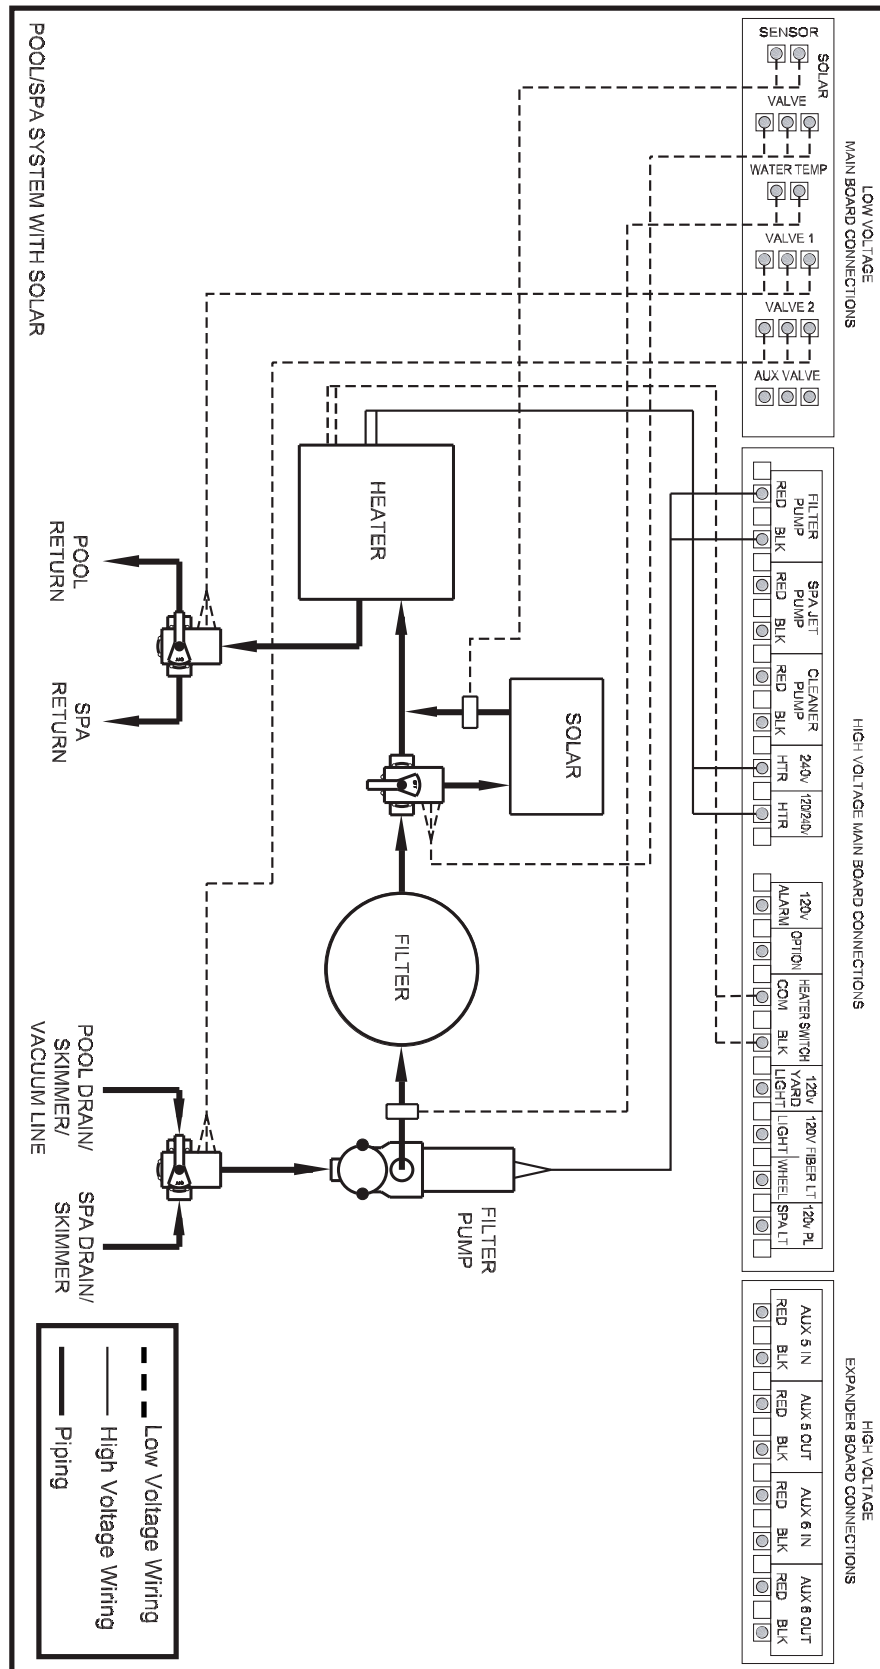 LOW VOLTAGE
MAIN BOARD CONNECTIONS
SOLAR
SENSOR
VALVE
WATER TEMP
VALVE 1
VALVE 2
AUX VALVE
HIGH VOLTAGE MAIN BOARD CONNECTIONS
FILTER
PUMP
RED BLK
SPA JET
PUMP
RED BLK
CLEANER
PUMP
RED BLK
240v
HTR
120/240v
HTR
120v
ALARM
OPTION
HEATER SWITCH
COM BLK
120v
YARD
LIGHT
120V FIBER LT
LIGHT WHEEL
120v PL
SPA LT
HIGH VOLTAGE
EXPANDER BOARD CONNECTIONS
AUX 5 IN
RED BLK
AUX 5 OUT
RED BLK
AUX 6 IN
RED BLK
AUX 6 OUT
RED BLK
HEATER
SOLAR
FILTER
FILTER
PUMP
POOL
RETURN
SPA
RETURN
POOL DRAIN/
SKIMMER/
VACUUM LINE
SPA DRAIN/
SKIMMER
Low Voltage Wiring
High Voltage Wiring
Piping
POOL/SPA SYSTEM WITH SOLAR